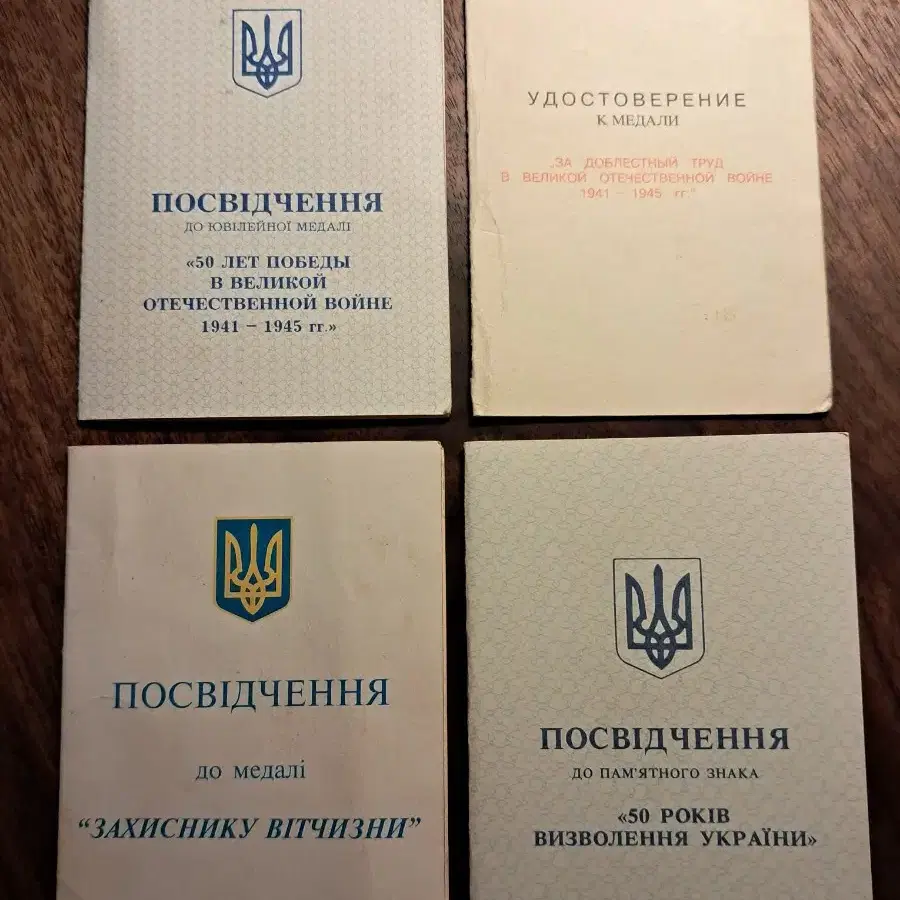 ПОСВІДЧЕННЯ
ДО ЮВІЛЕЙНОЇ МЕДАЛІ
«50 ЛЕТ ПОБЕДЫ
В ВЕЛИКОЙ
ОТЕЧЕСТВЕННОЙ ВОЙНЕ
1941 – 1945 гг.»
УДОСТОВЕРЕНИЕ
К МЕДАЛИ
„ЗА ДОБЛЕСТНЫЙ ТРУД
В ВЕЛИКОЙ ОТЕЧЕСТВЕННОЙ ВОЙНЕ
1941 – 1945 гг."
ПОСВІДЧЕННЯ
до медалі
"ЗАХИСНИКУ ВІТЧИЗНИ"
ПОСВІДЧЕННЯ
ДО ПАМ'ЯТНОГО ЗНАКА
«50 РОКІВ
ВИЗВОЛЕННЯ УКРАЇНИ»